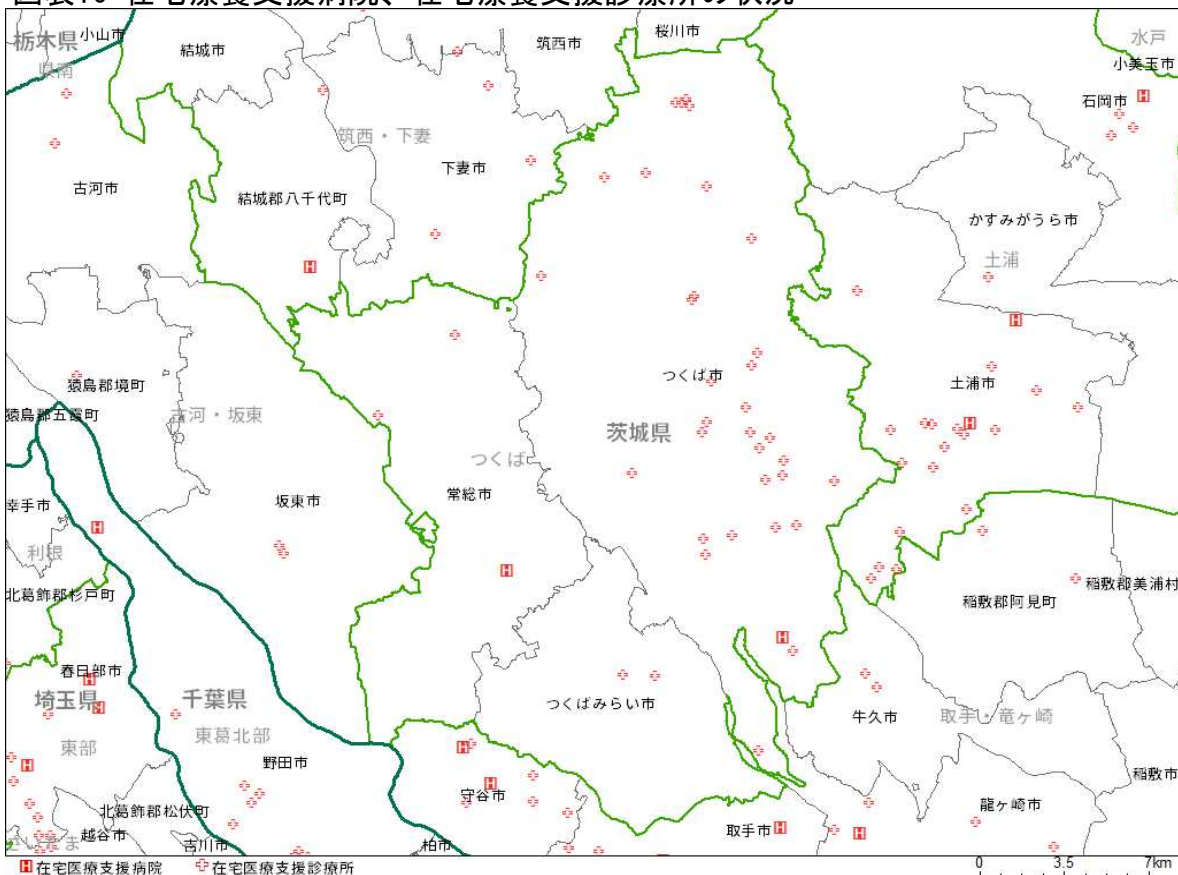 図表10 在宅療養支援病院、在宅療養支援診療所の状況
栃木県
小山市
県南
結城市
筑西市
桜川市
水戸
小美玉市
石岡市
筑西・下妻
下妻市
古河市
結城郡八千代町
かすみがうら市
土浦
猿島郡境町
猿島郡五霞町
古河・坂東
つくば市
土浦市
茨城県
つくば
常総市
坂東市
幸手市
利根
北葛飾郡杉戸町
稲敷郡美浦村
稲敷郡阿見町
春日部市
埼玉県
千葉県
つくばみらい市
牛久市
取手・竜ヶ崎
東部
東葛北部
野田市
稲敷市
守谷市
龍ヶ崎市
北葛飾郡松伏町
取手市
越谷市
さいたま
吉川市
柏市
H 在宅医療支援病院 在宅医療支援診療所
0 3.5 7km